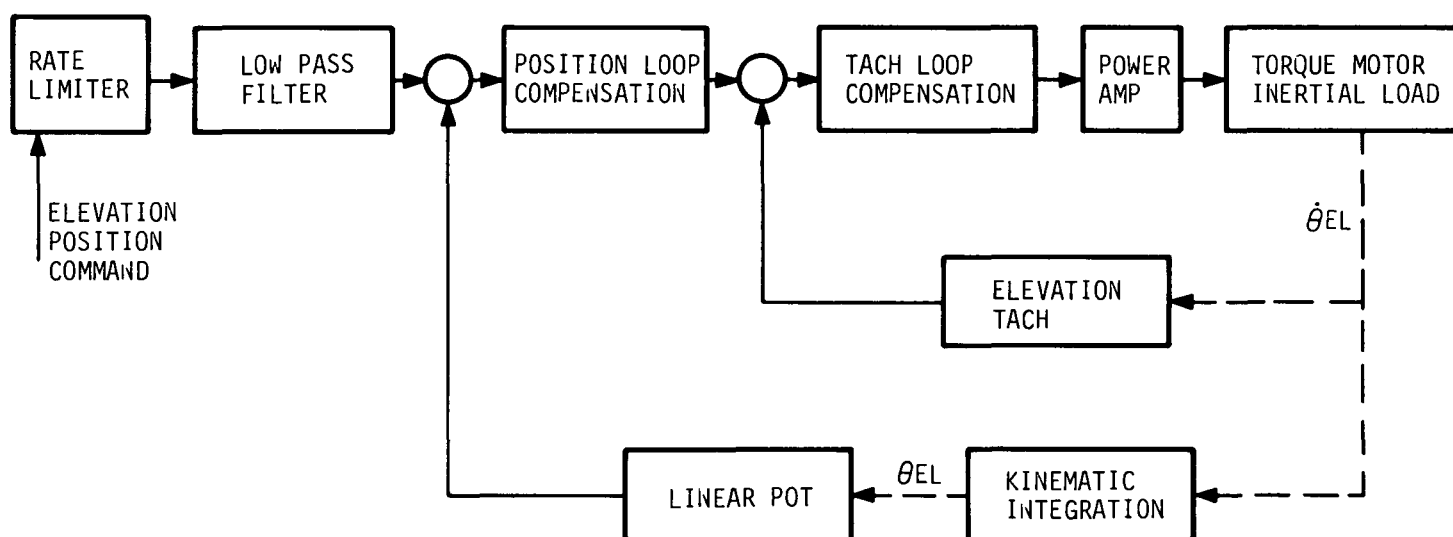 RATE
LIMITER
LOW PASS
FILTER
POSITION LOOP
COMPENSATION
TACH LOOP
COMPENSATION
POWER
AMP
TORQUE MOTOR
INERTIAL LOAD
ELEVATION
POSITION
COMMAND
θ̇EL
ELEVATION
TACH
LINEAR POT
θEL
KINEMATIC
INTEGRATION